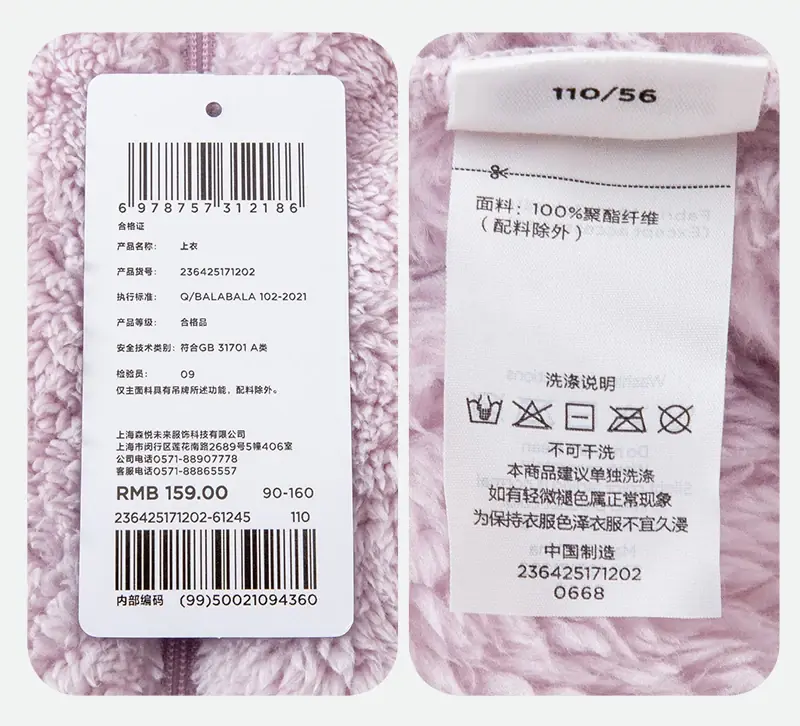 6 978757 312186
合格证
产品名称： 上衣
产品货号： 236425171202
执行标准： Q/BALABALA 102-2021
产品等级： 合格品
安全技术类别：符合GB 31701 A类
检验员： 09
仅主面料具有吊牌所述功能，配料除外。
上海森悦未来服饰科技有限公司
上海市闵行区莲花南路2689号5幢406室
公司电话0571-88907778
客服电话0571-88865557
RMB 159.00 90-160
236425171202-61245 110
内部编码 (99)50021094360
110/56
面料：100%聚酯纤维
（配料除外）
洗涤说明
不可干洗
本商品建议单独洗涤
如有轻微褪色属正常现象
为保持衣服色泽衣服不宜久浸
中国制造
236425171202
0668